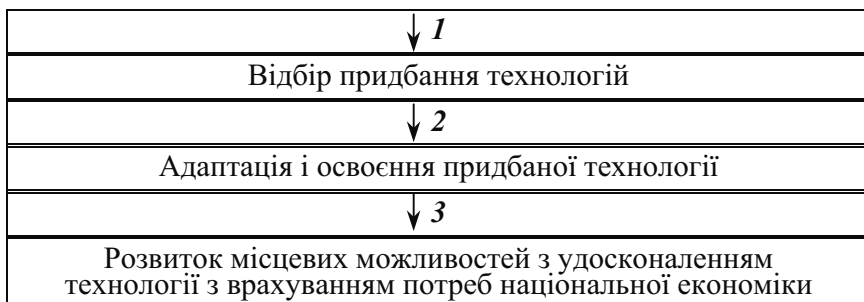 1
Відбір придбання технологій
2
Адаптація і освоєння придбаної технології
3
Розвиток місцевих можливостей з удосконаленням
технології з врахуванням потреб національної економіки